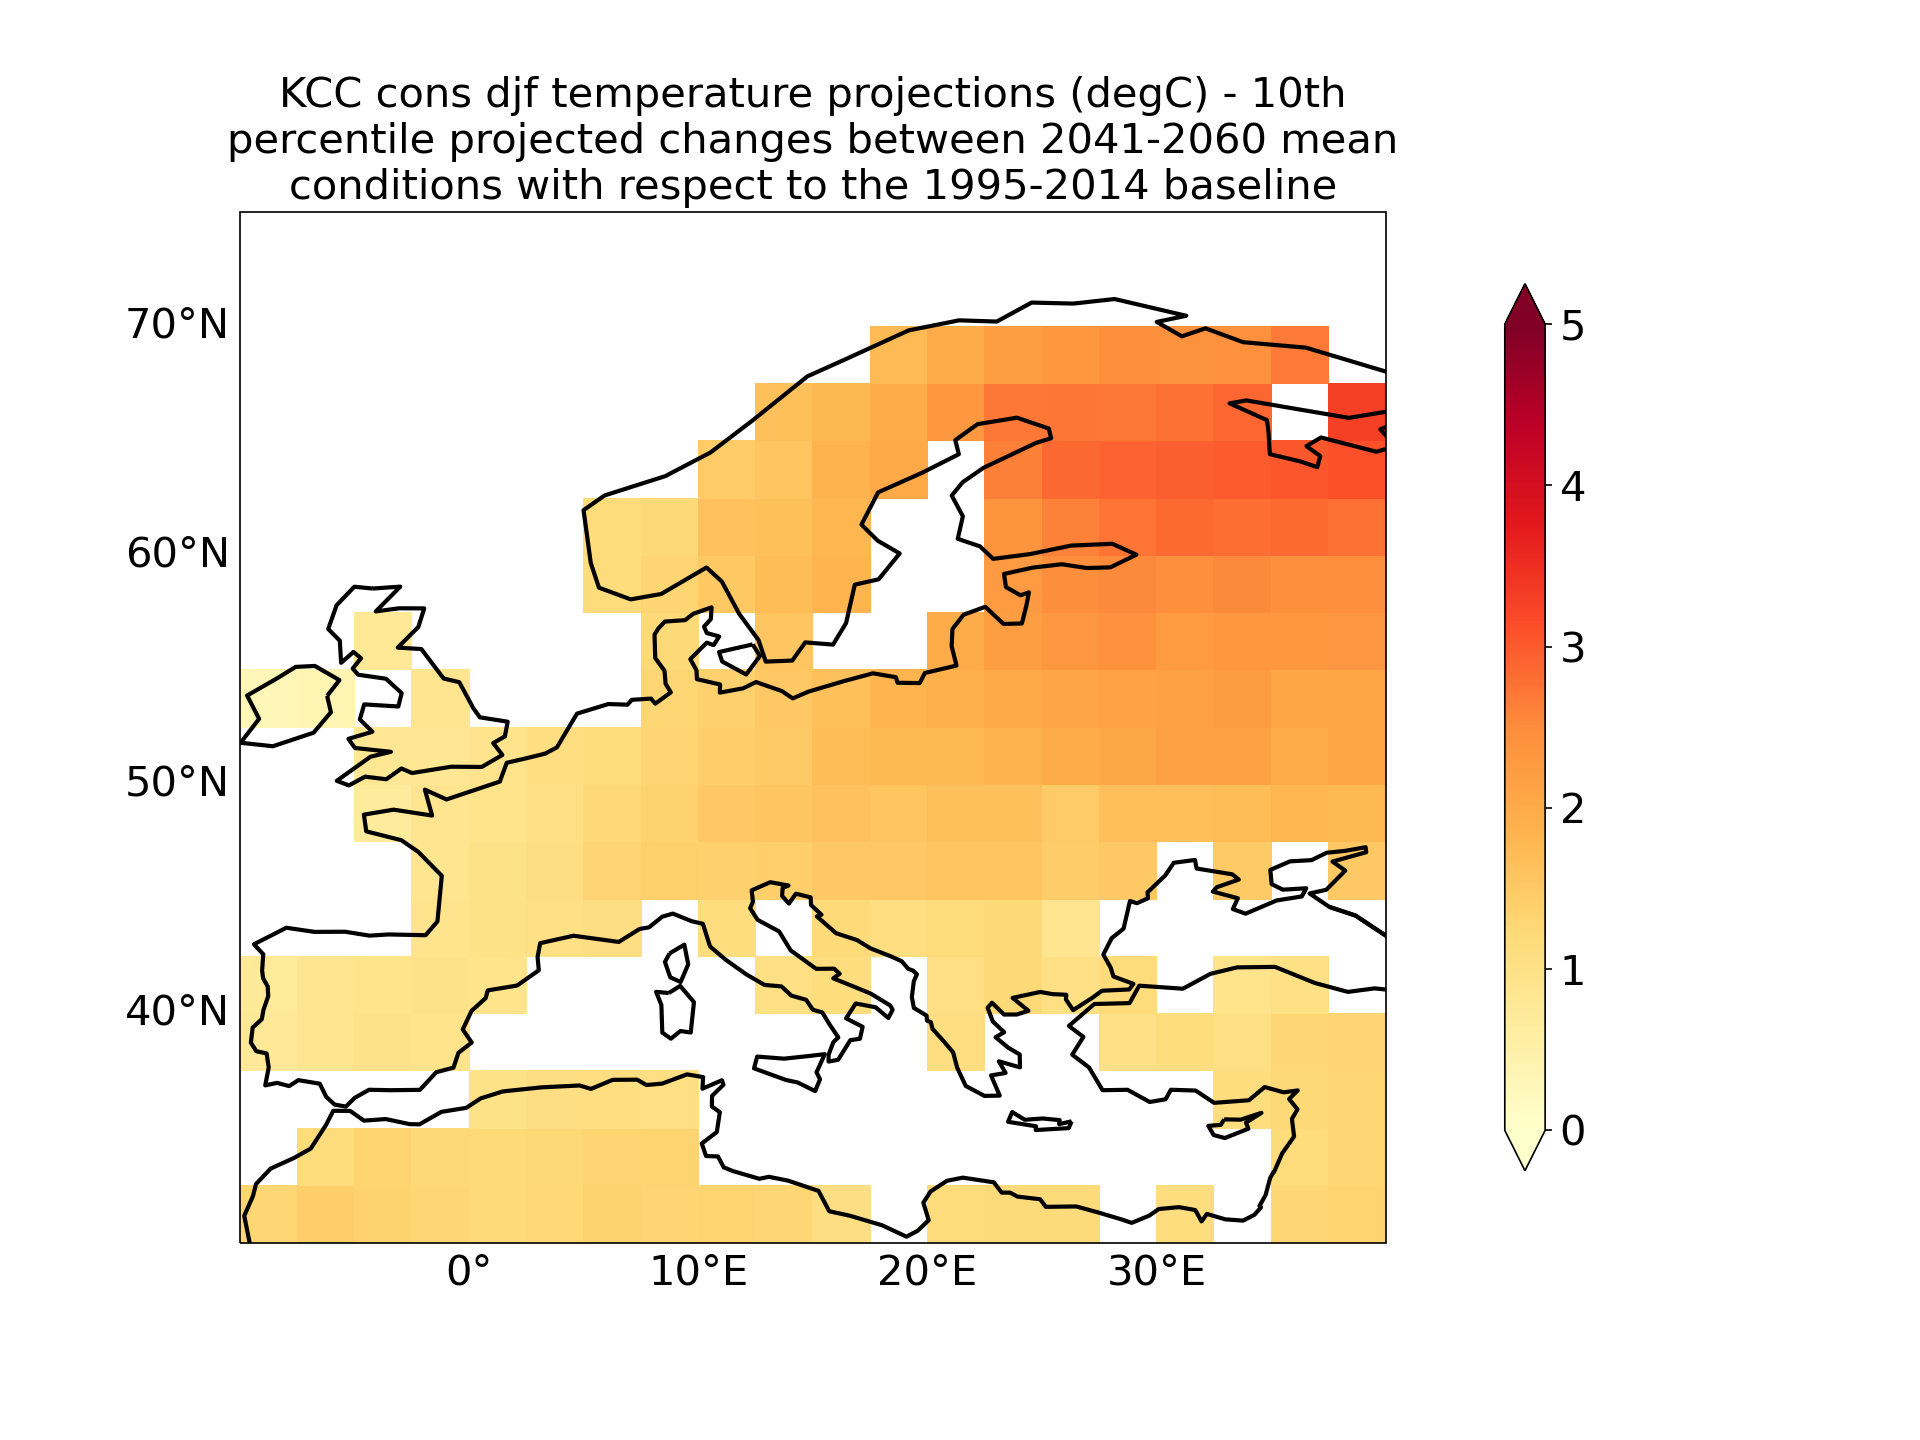 KCC cons djf temperature projections (degC) - 10th
percentile projected changes between 2041-2060 mean
conditions with respect to the 1995-2014 baseline
70°N
60°N
50°N
40°N
0°
10°E
20°E
30°E
5
4
3
2
1
0